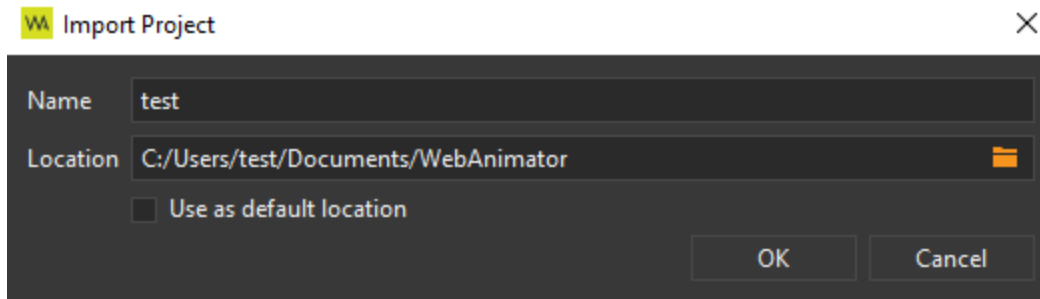 WA Import Project
Name test
Location C:/Users/test/Documents/WebAnimator
Use as default location
OK Cancel